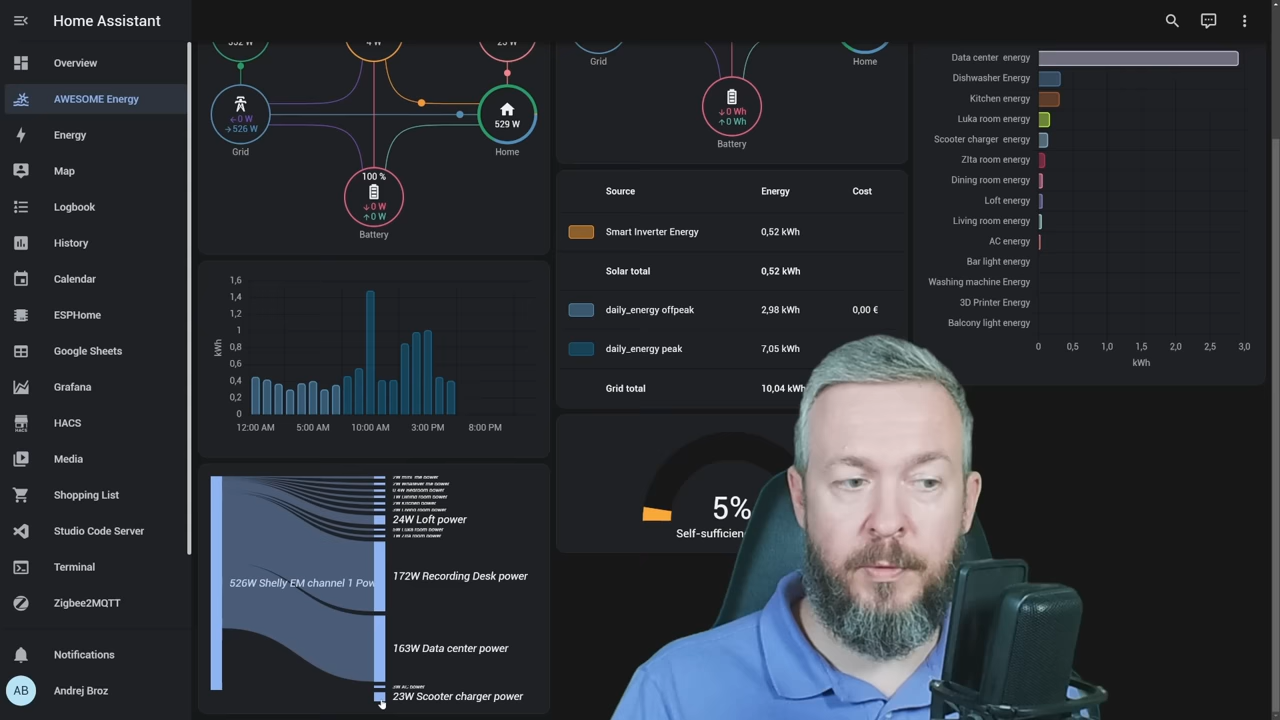 Home Assistant
Overview
AWESOME Energy
Energy
Map
Logbook
History
Calendar
ESPHome
Google Sheets
Grafana
HACS
HACS
Media
Shopping List
Studio Code Server
Terminal
Zigbee2MQTT
Notifications
AB
Andrej Broz
4 W
←0 W
→526 W
Grid
529 W
Home
100 %
↓0 W
↑0 W
Battery
kWh
1,6
1,4
1,2
1
0,8
0,6
0,4
0,2
0
12:00 AM
5:00 AM
10:00 AM
3:00 PM
8:00 PM
526W Shelly EM channel 1 Pow
24W Loft power
172W Recording Desk power
163W Data center power
23W Scooter charger power
Grid
Home
↓0 Wh
↑0 Wh
Battery
Source Energy Cost
Smart Inverter Energy 0,52 kWh
Solar total 0,52 kWh
daily_energy offpeak 2,98 kWh 0,00 €
daily_energy peak 7,05 kWh
Grid total 10,04 kWh
5%
Self-sufficien
Data center energy
Dishwasher Energy
Kitchen energy
Luka room energy
Scooter charger energy
ZIta room energy
Dining room energy
Loft energy
Living room energy
AC energy
Bar light energy
Washing machine Energy
3D Printer Energy
Balcony light energy
0
0,5
1,0
1,5
2,0
2,5
3,0
kWh